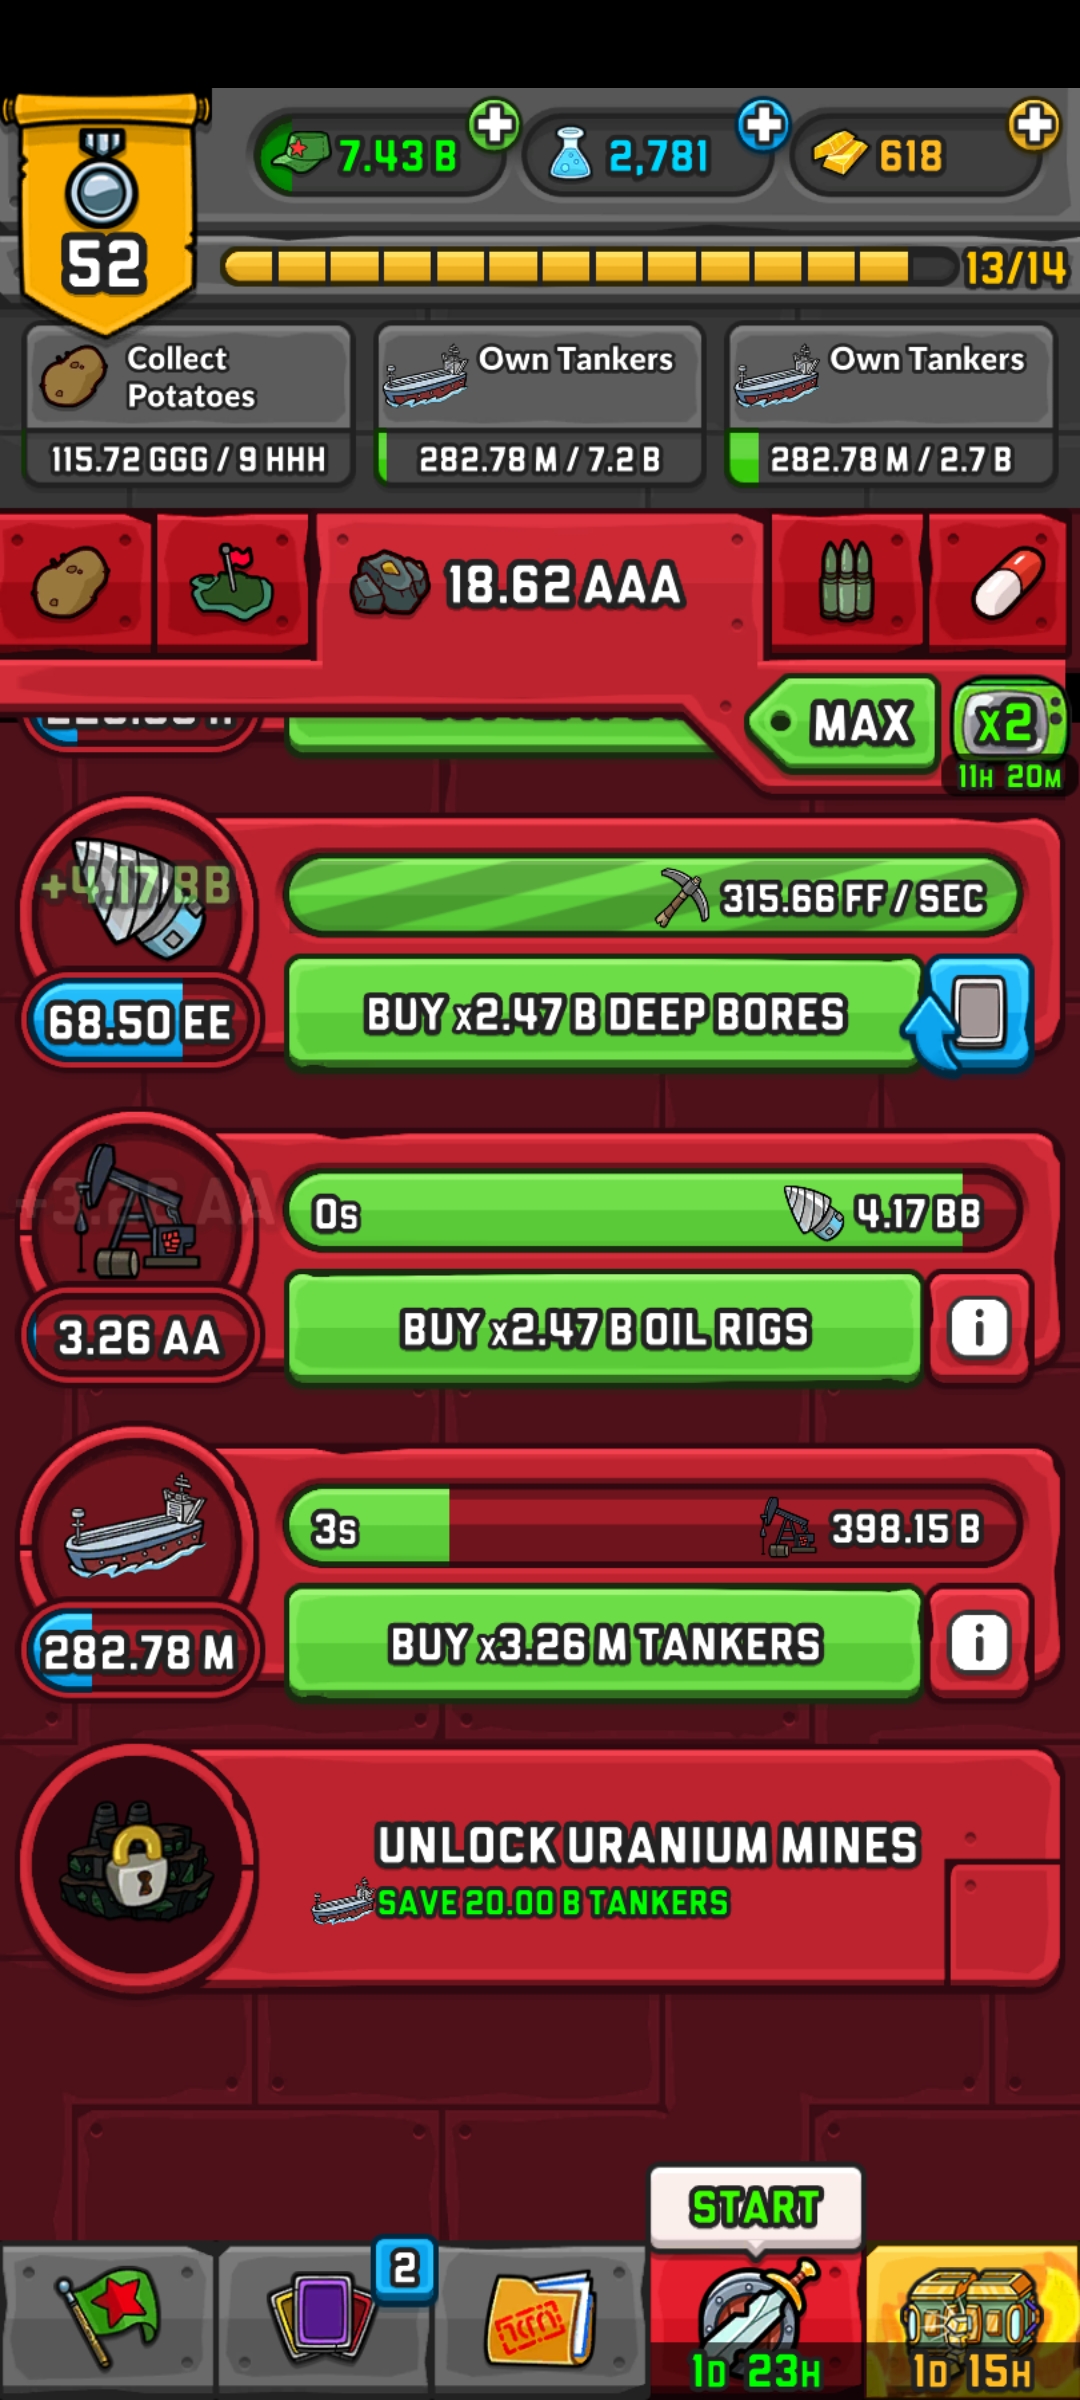 52
7.43 B
2,781
618
13/14
Collect
Potatoes
115.72 GGG / 9 HHH
Own Tankers
282.78 M / 7.2 B
Own Tankers
282.78 M / 2.7 B
18.62 AAA
MAX
x2
11H 20M
+4.17 BB
315.66 FF / SEC
68.50 EE
BUY x2.47 B DEEP BORES
+3.26 AA
0s
4.17 BB
3.26 AA
BUY x2.47 B OIL RIGS
i
3s
398.15 B
282.78 M
BUY x3.26 M TANKERS
i
UNLOCK URANIUM MINES
SAVE 20.00 B TANKERS
START
2
1D 23H
1D 15H